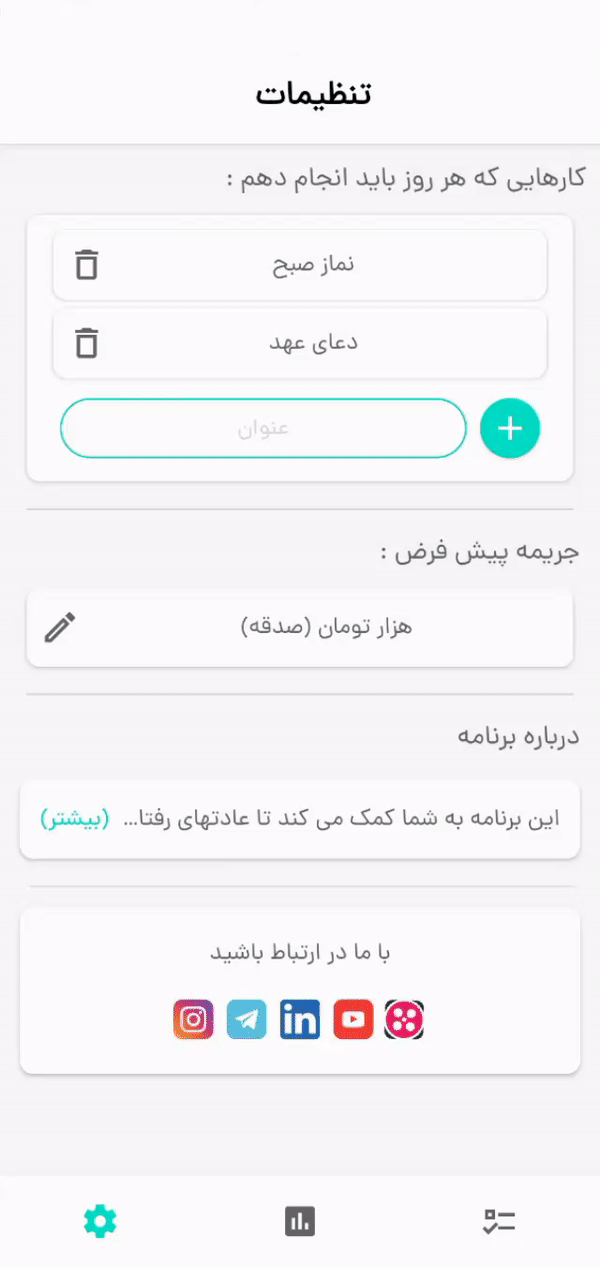 تنظیمات
کارهایی که هر روز باید انجام دهم :
نماز صبح
دعای عهد
عنوان
جریمه پیش فرض :
هزار تومان (صدقه)
درباره برنامه
این برنامه به شما کمک می کند تا عادتهای رفتا... (بیشتر)
با ما در ارتباط باشید
in